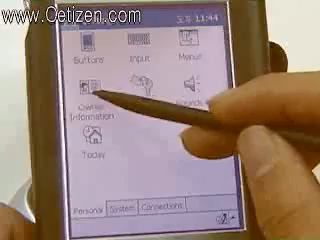 www.Cetizen.com
11:44
Buttons Input Menus
Owner Information Sounds
Today
Personal System Connections